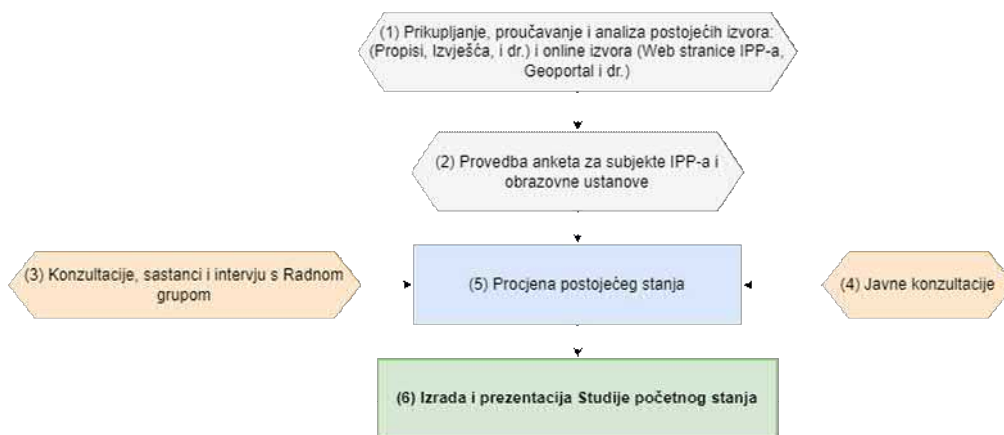 (1) Prikupljanje, proučavanje i analiza postojećih izvora:
(Propisi, Izvješća, i dr.) i online izvora (Web stranice IPP-a,
Geoportal i dr.)
(2) Provedba anketa za subjekte IPP-a i
obrazovne ustanove
(3) Konzultacije, sastanci i intervju s Radnom
grupom
(5) Procjena postojećeg stanja
(4) Javne konzultacije
(6) Izrada i prezentacija Studije početnog stanja